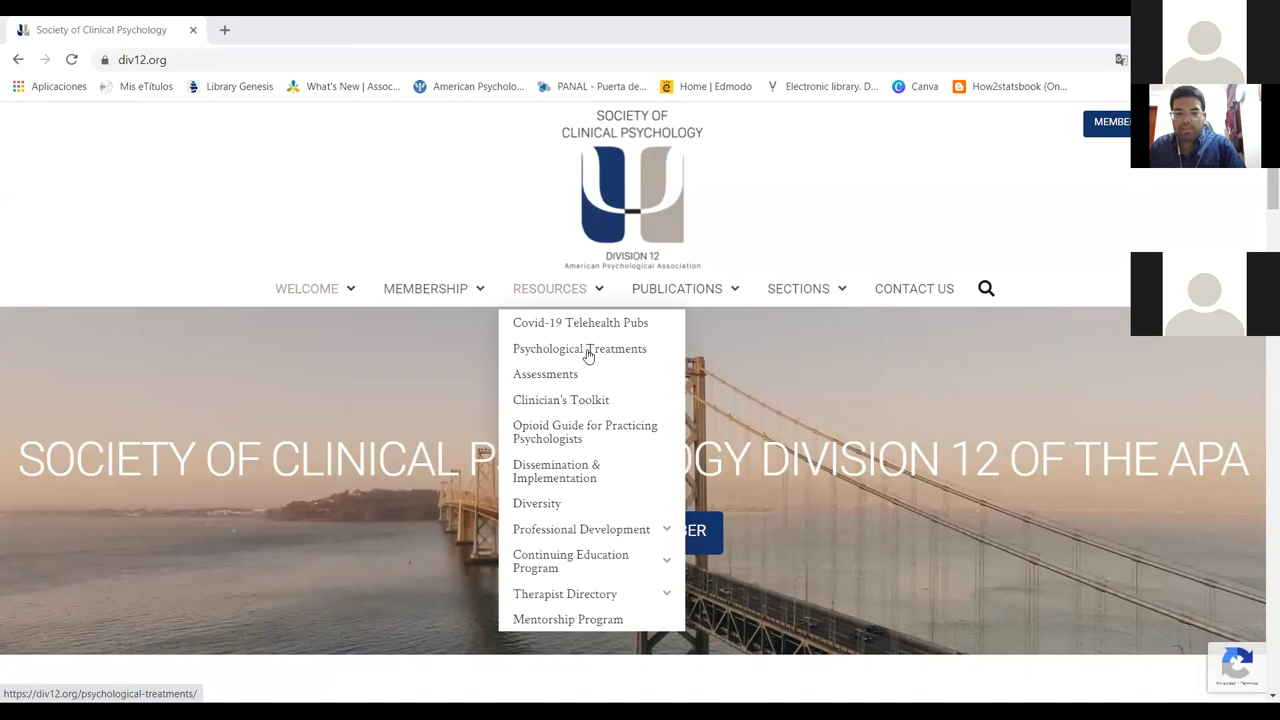 Society of Clinical Psychology
div12.org
Aplicaciones
Mis eTítulos
Library Genesis
What's New | Assoc...
American Psycholo...
PANAL - Puerta de...
Home | Edmodo
Electronic library. D...
Canva
How2statsbook (On...
SOCIETY OF
CLINICAL PSYCHOLOGY
DIVISION 12
American Psychological Association
MEMBE
WELCOME
MEMBERSHIP
RESOURCES
PUBLICATIONS
SECTIONS
CONTACT US
Covid-19 Telehealth Pubs
Psychological Treatments
Assessments
Clinician's Toolkit
Opioid Guide for Practicing
Psychologists
Dissemination &
Implementation
Diversity
Professional Development
Continuing Education
Program
Therapist Directory
Mentorship Program
SOCIETY OF CLINICAL P OGY DIVISION 12 OF THE APA
BER
https://div12.org/psychological-treatments/